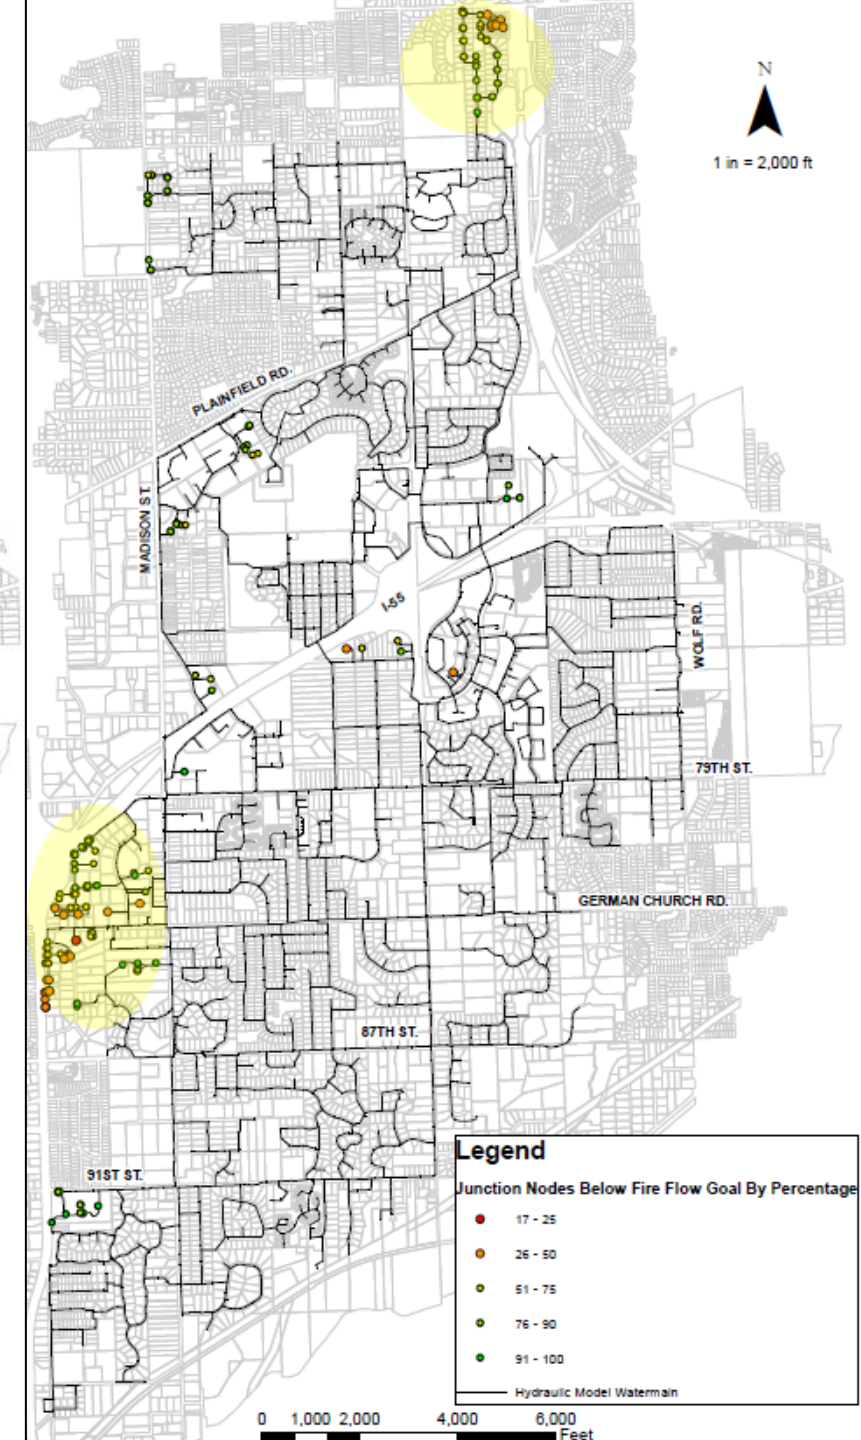 N
1 in = 2,000 ft
PLAINFIELD RD.
MADISON ST.
I-55
WOLF RD.
79TH ST.
GERMAN CHURCH RD.
87TH ST.
91ST ST.
Legend
Junction Nodes Below Fire Flow Goal By Percentage
17 - 25
26 - 50
51 - 75
76 - 90
91 - 100
Hydraulic Model Watermain
0 1,000 2,000 4,000 6,000
Feet